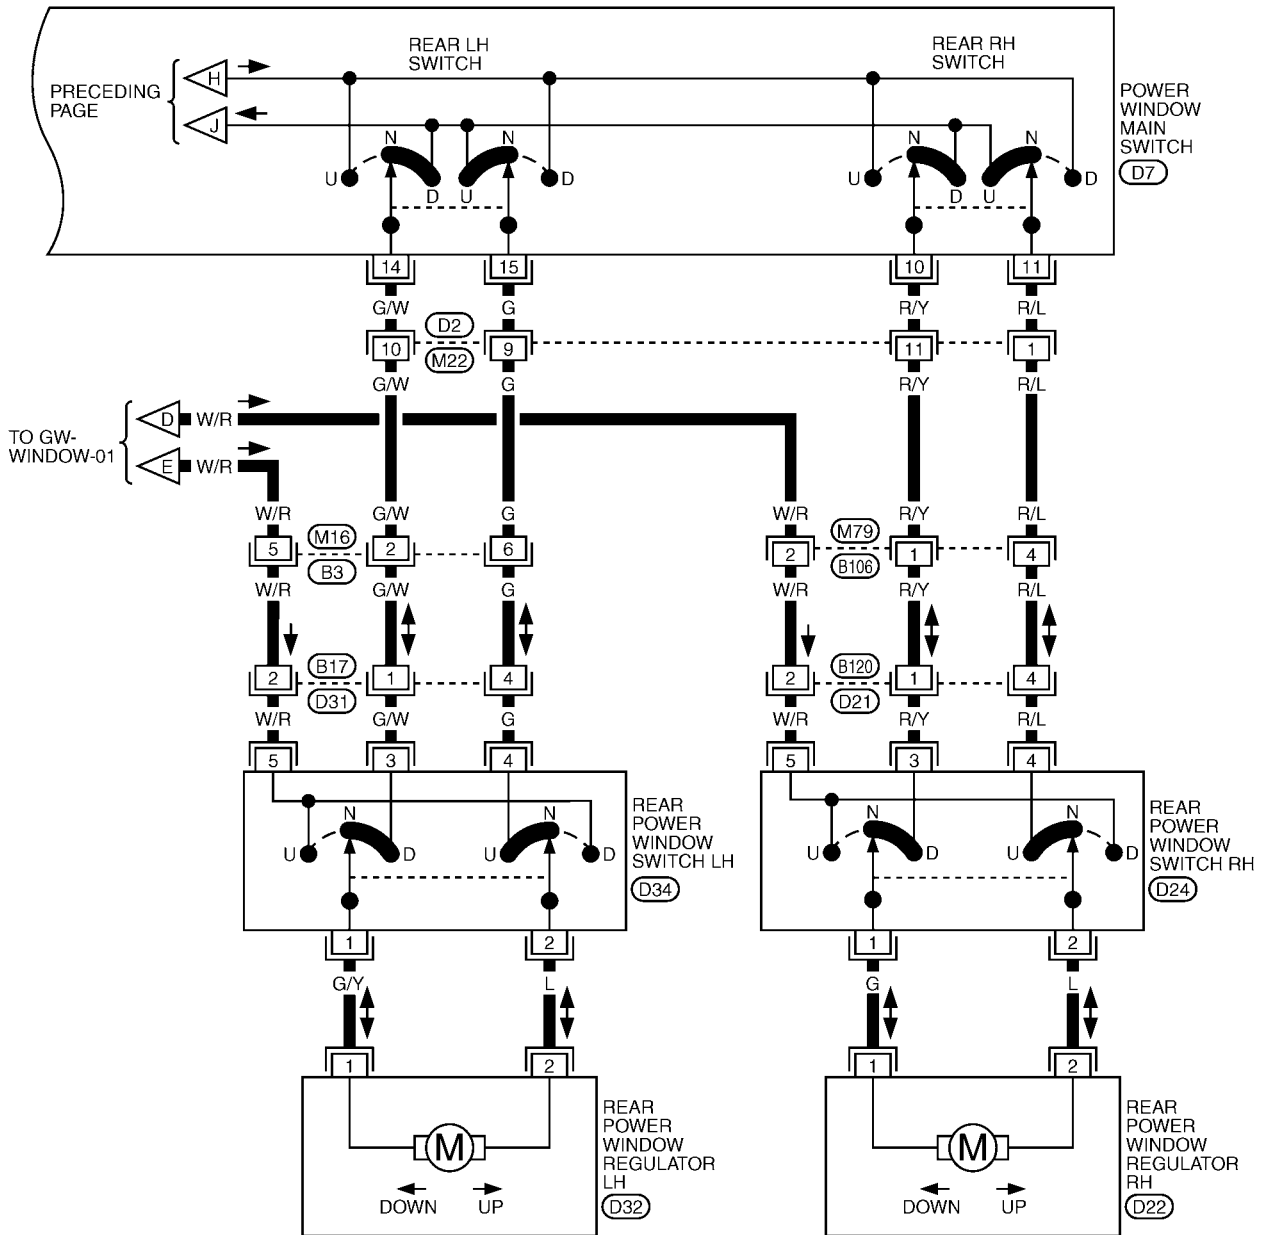 REAR LH
SWITCH
REAR RH
SWITCH
PRECEDING
PAGE
H
J
POWER
WINDOW
MAIN
SWITCH
D7
N N N N
U D U D U D U D
14 15 10 11
G/W G R/Y R/L
D2
10 9 11 1
M22
G/W G R/Y R/L
TO GW-
WINDOW-01
D W/R
E W/R
W/R G/W G W/R R/Y R/L
M16 M79
5 2 6 2 1 4
B3 B106
W/R G/W G W/R R/Y R/L
B17 B120
2 1 4 2 1 4
D31 D21
W/R G/W G W/R R/Y R/L
5 3 4 5 3 4
N N N N
U D U D U D U D
REAR
POWER
WINDOW
SWITCH LH
D34
REAR
POWER
WINDOW
SWITCH RH
D24
1 2 1 2
G/Y L G L
1 2 1 2
M M
DOWN UP
DOWN UP
REAR
POWER
WINDOW
REGULATOR
LH
D32
REAR
POWER
WINDOW
REGULATOR
RH
D22